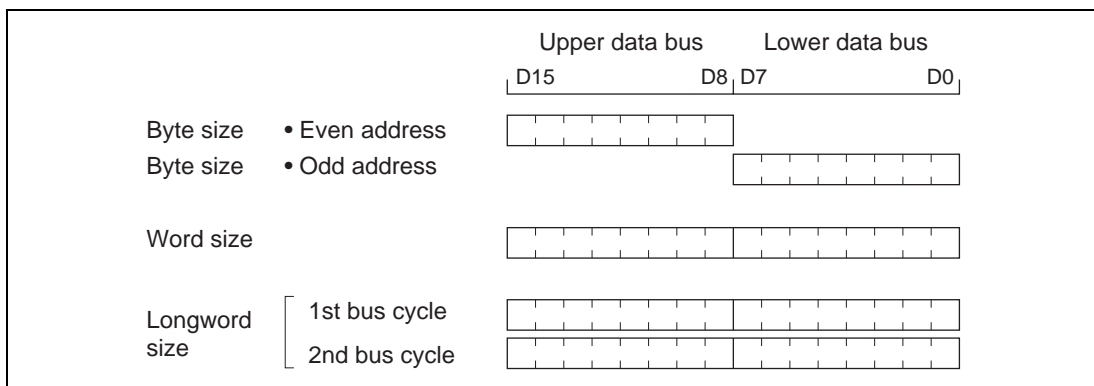 Upper data bus Lower data bus
D15 D8 D7 D0
Byte size • Even address
Byte size • Odd address
Word size
Longword size
1st bus cycle
2nd bus cycle